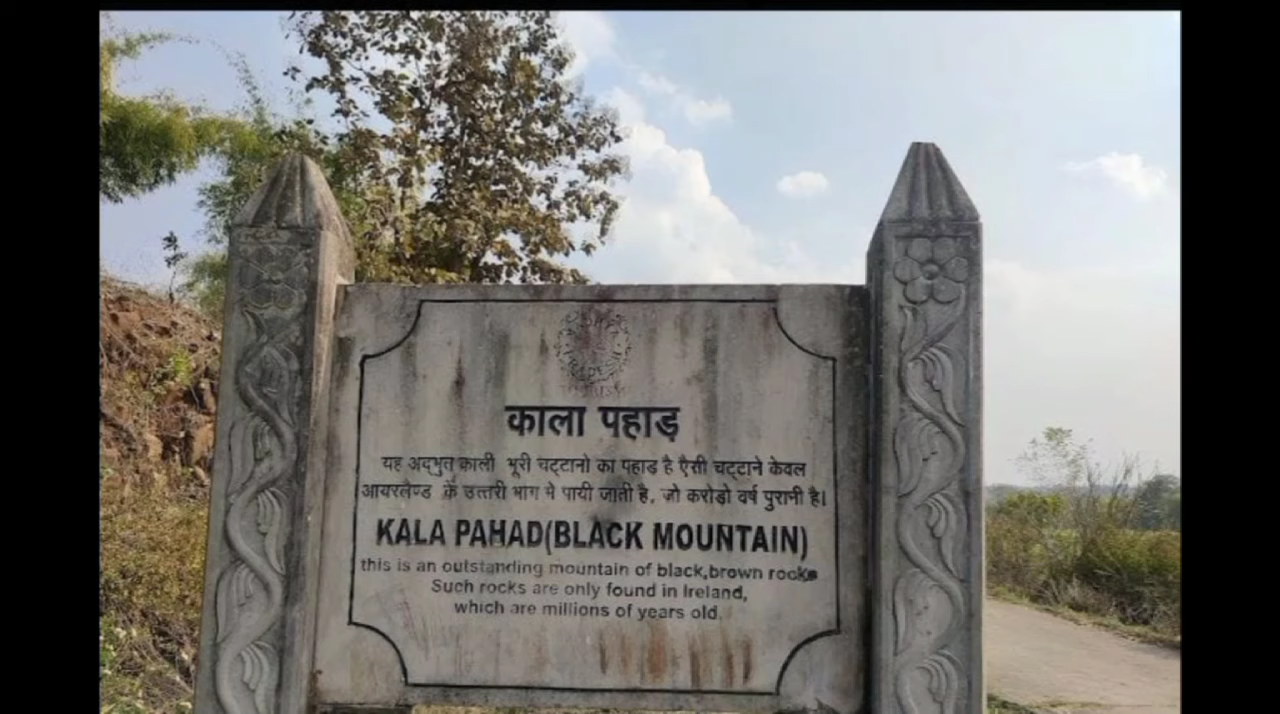 PRADESH
काला पहाड़
यह अद्भुत काली भूरी चट्टानो का पहाड है ऐसी चट्टाने केवल
आयरलैण्ड के उत्तरी भाग मे पायी जाती है, जो करोडो वर्ष पुरानी है।
KALA PAHAD(BLACK MOUNTAIN)
this is an outstanding mountain of black,brown rocks
Such rocks are only found in Ireland,
which are millions of years old.